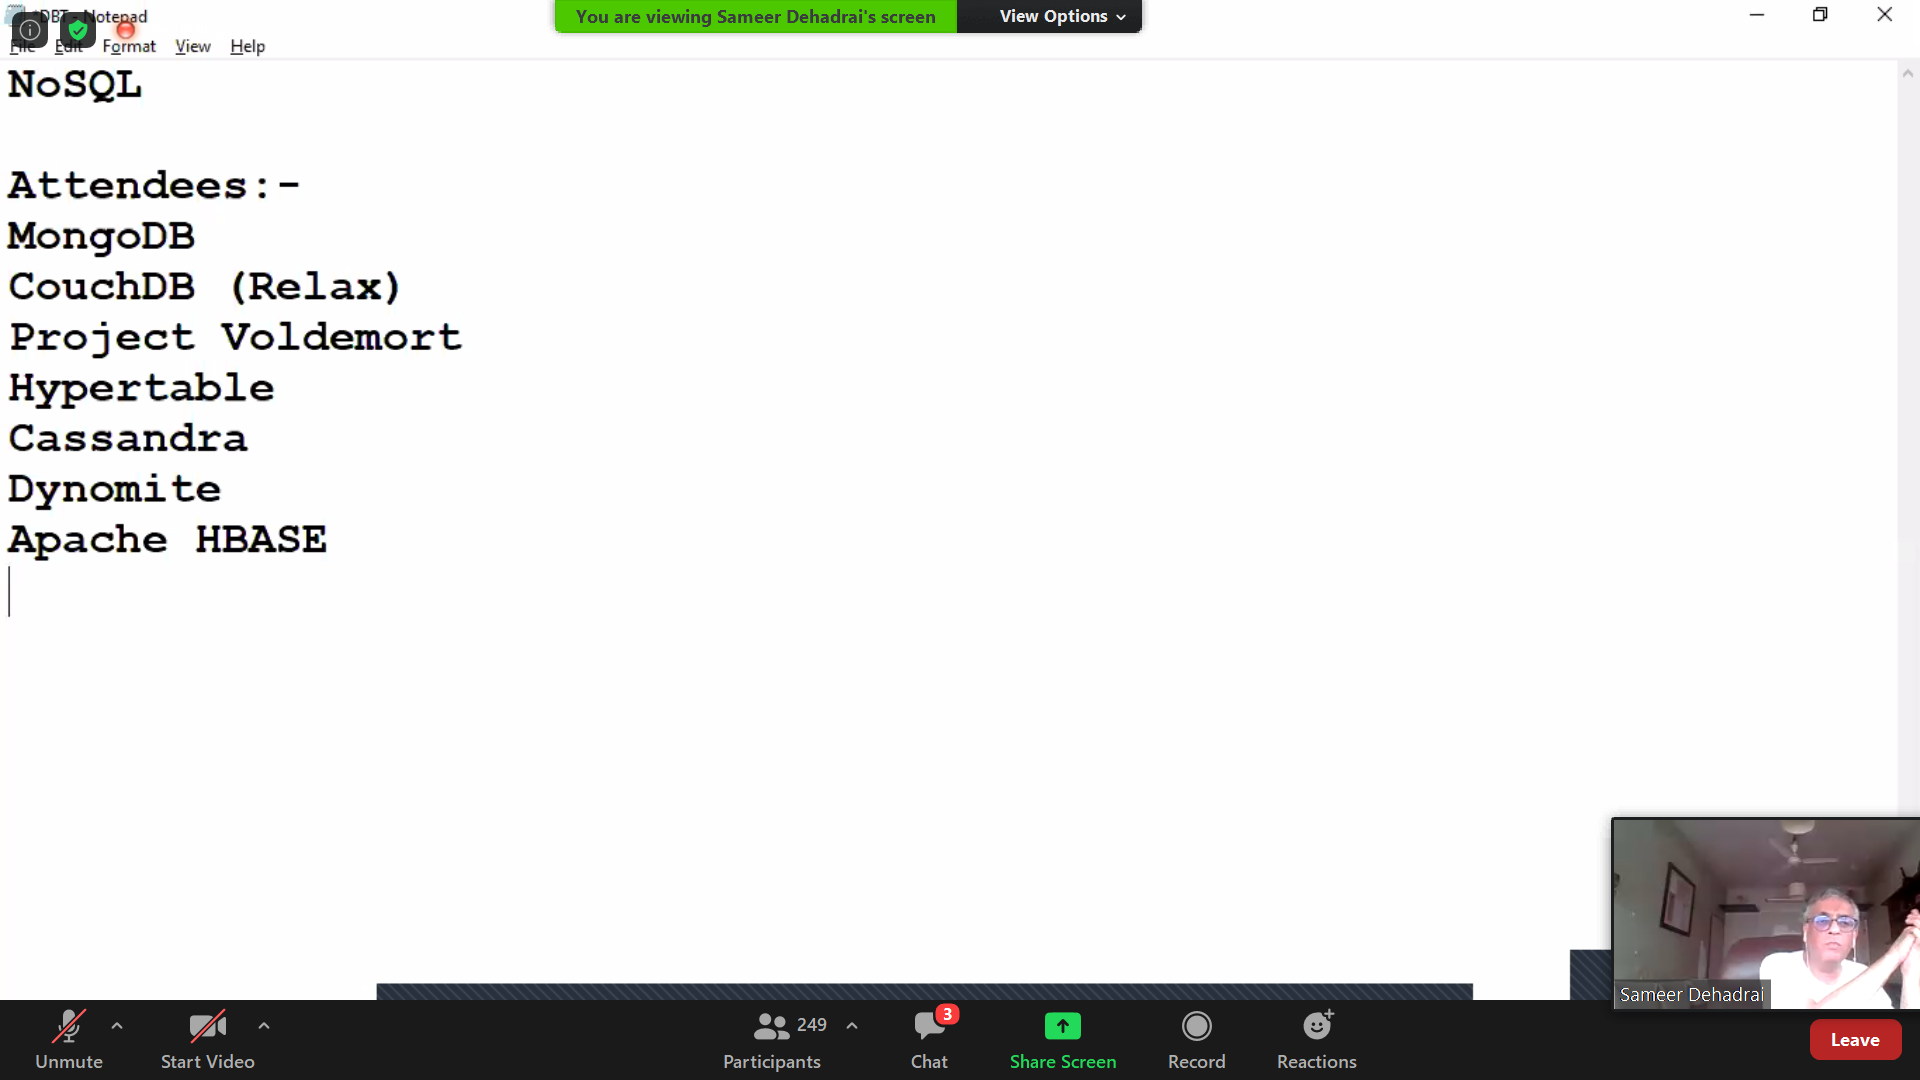 *DBT - Notepad
You are viewing Sameer Dehadrai's screen
View Options
File Edit Format View Help
NoSQL
Attendees:-
MongoDB
CouchDB (Relax)
Project Voldemort
Hypertable
Cassandra
Dynomite
Apache HBASE
Sameer Dehadrai
249
3
Unmute
Start Video
Participants
Chat
Share Screen
Record
Reactions
Leave